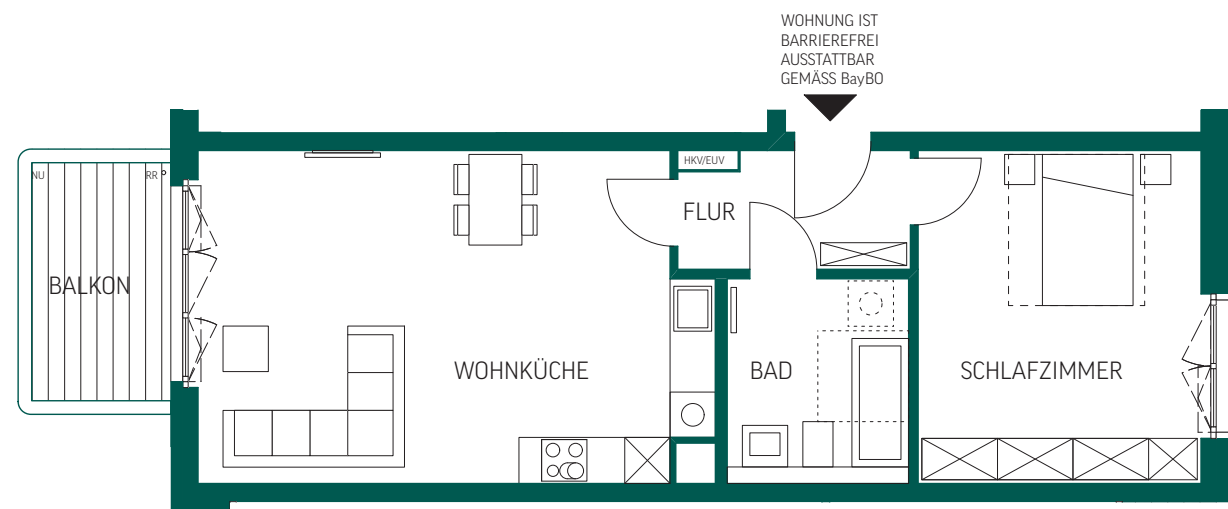 WOHNUNG IST
BARRIEREFREI
AUSSTATTBAR
GEMÄSS BayBO
HKV/EUV
NU
RR
FLUR
BALKON
WOHNKÜCHE
BAD
SCHLAFZIMMER